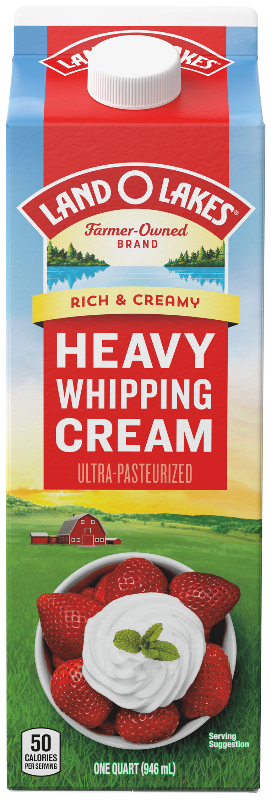 LAND O LAKES
LAND O LAKES®
Farmer-Owned
BRAND
RICH & CREAMY
HEAVY
WHIPPING
CREAM
ULTRA-PASTEURIZED
50
CALORIES
PER SERVING
ONE QUART (946 mL)
Serving
Suggestion